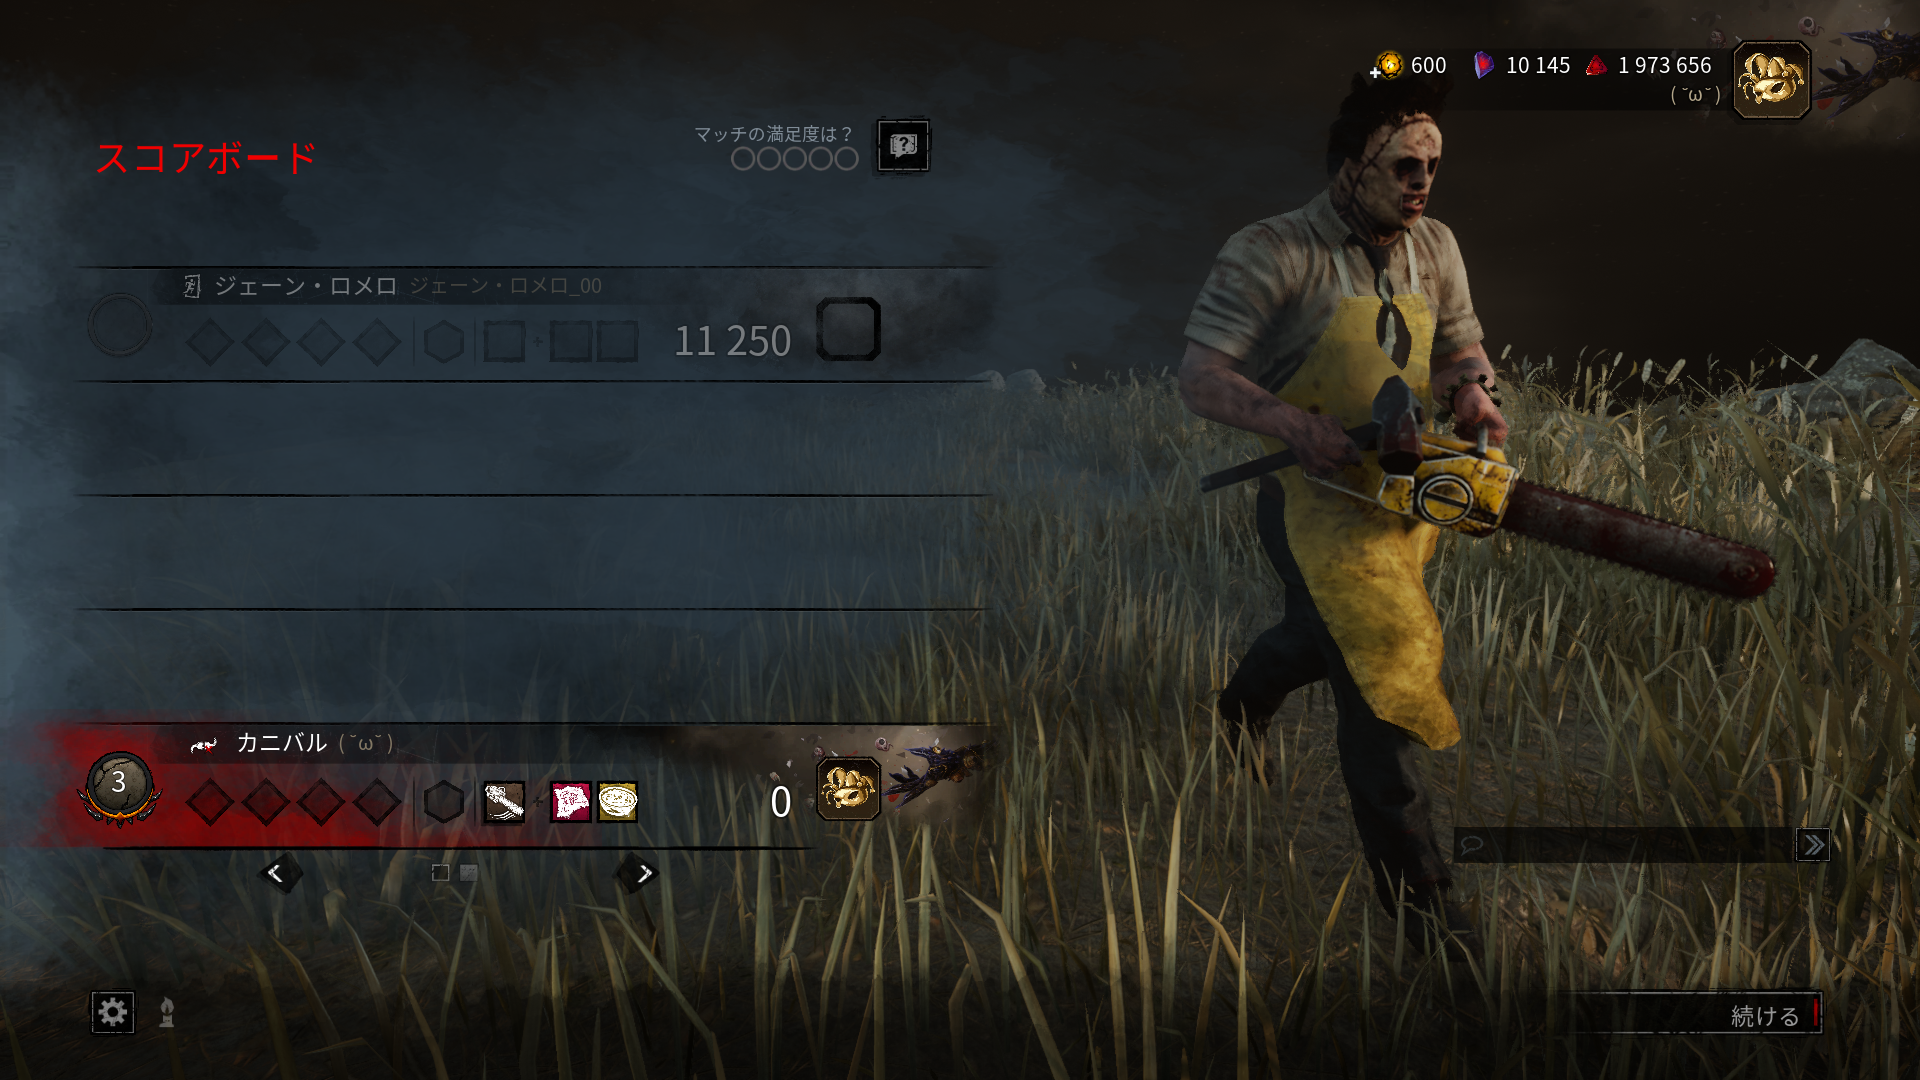 600 10 145 1 973 656
( ˘ω˘ )
スコアボード
マッチの満足度は？
ジェーン・ロメロ ジェーン・ロメロ_00
11 250
カニバル ( ˘ω˘ )
3
0
続ける